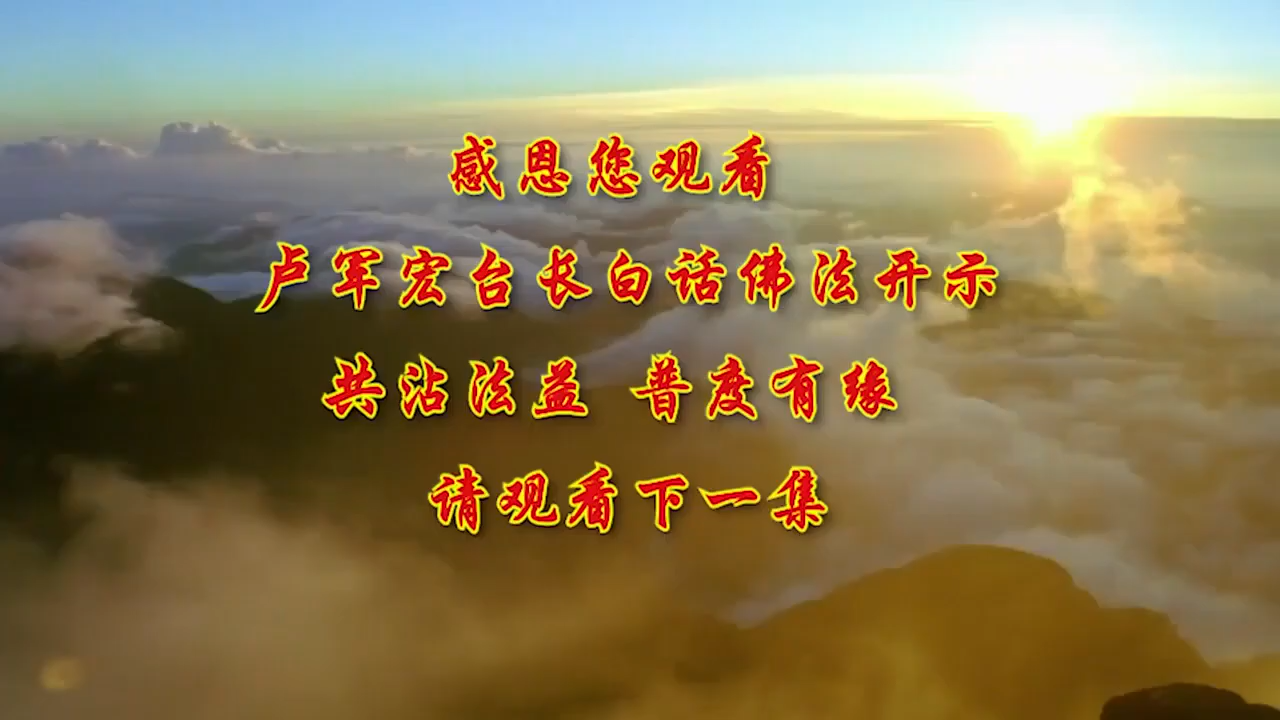 感恩您观看
卢军宏台长白话佛法开示
共沾法益 普度有缘
请观看下一集